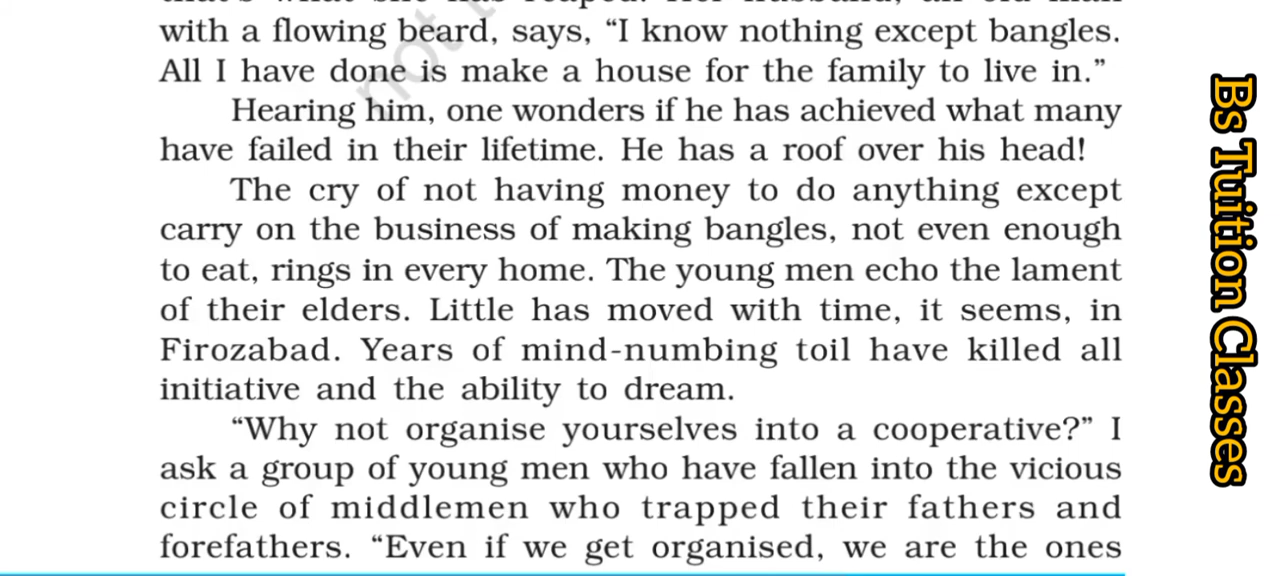 with a flowing beard, says, “I know nothing except bangles.
All I have done is make a house for the family to live in.”
Hearing him, one wonders if he has achieved what many
have failed in their lifetime. He has a roof over his head!
The cry of not having money to do anything except
carry on the business of making bangles, not even enough
to eat, rings in every home. The young men echo the lament
of their elders. Little has moved with time, it seems, in
Firozabad. Years of mind-numbing toil have killed all
initiative and the ability to dream.
“Why not organise yourselves into a cooperative?” I
ask a group of young men who have fallen into the vicious
circle of middlemen who trapped their fathers and
forefathers. “Even if we get organised, we are the ones
Bs Tuition Classes
not